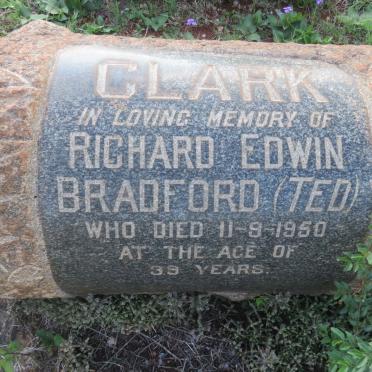 CLARK
IN LOVING MEMORY OF
RICHARD EDWIN
BRADFORD (TED)
WHO DIED 11-9-1950
AT THE AGE OF
39 YEARS.